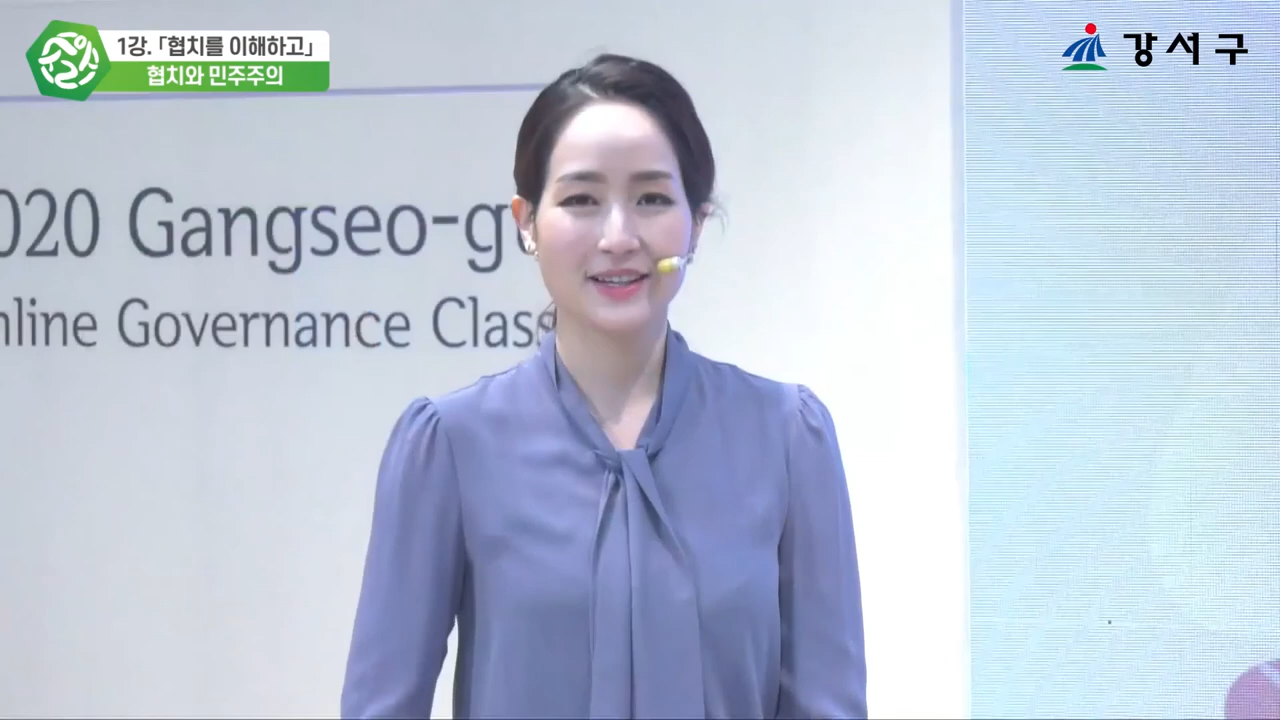 1강. 「협치를 이해하고」
협치와 민주주의
강서구
020 Gangseo-g
nline Governance Class